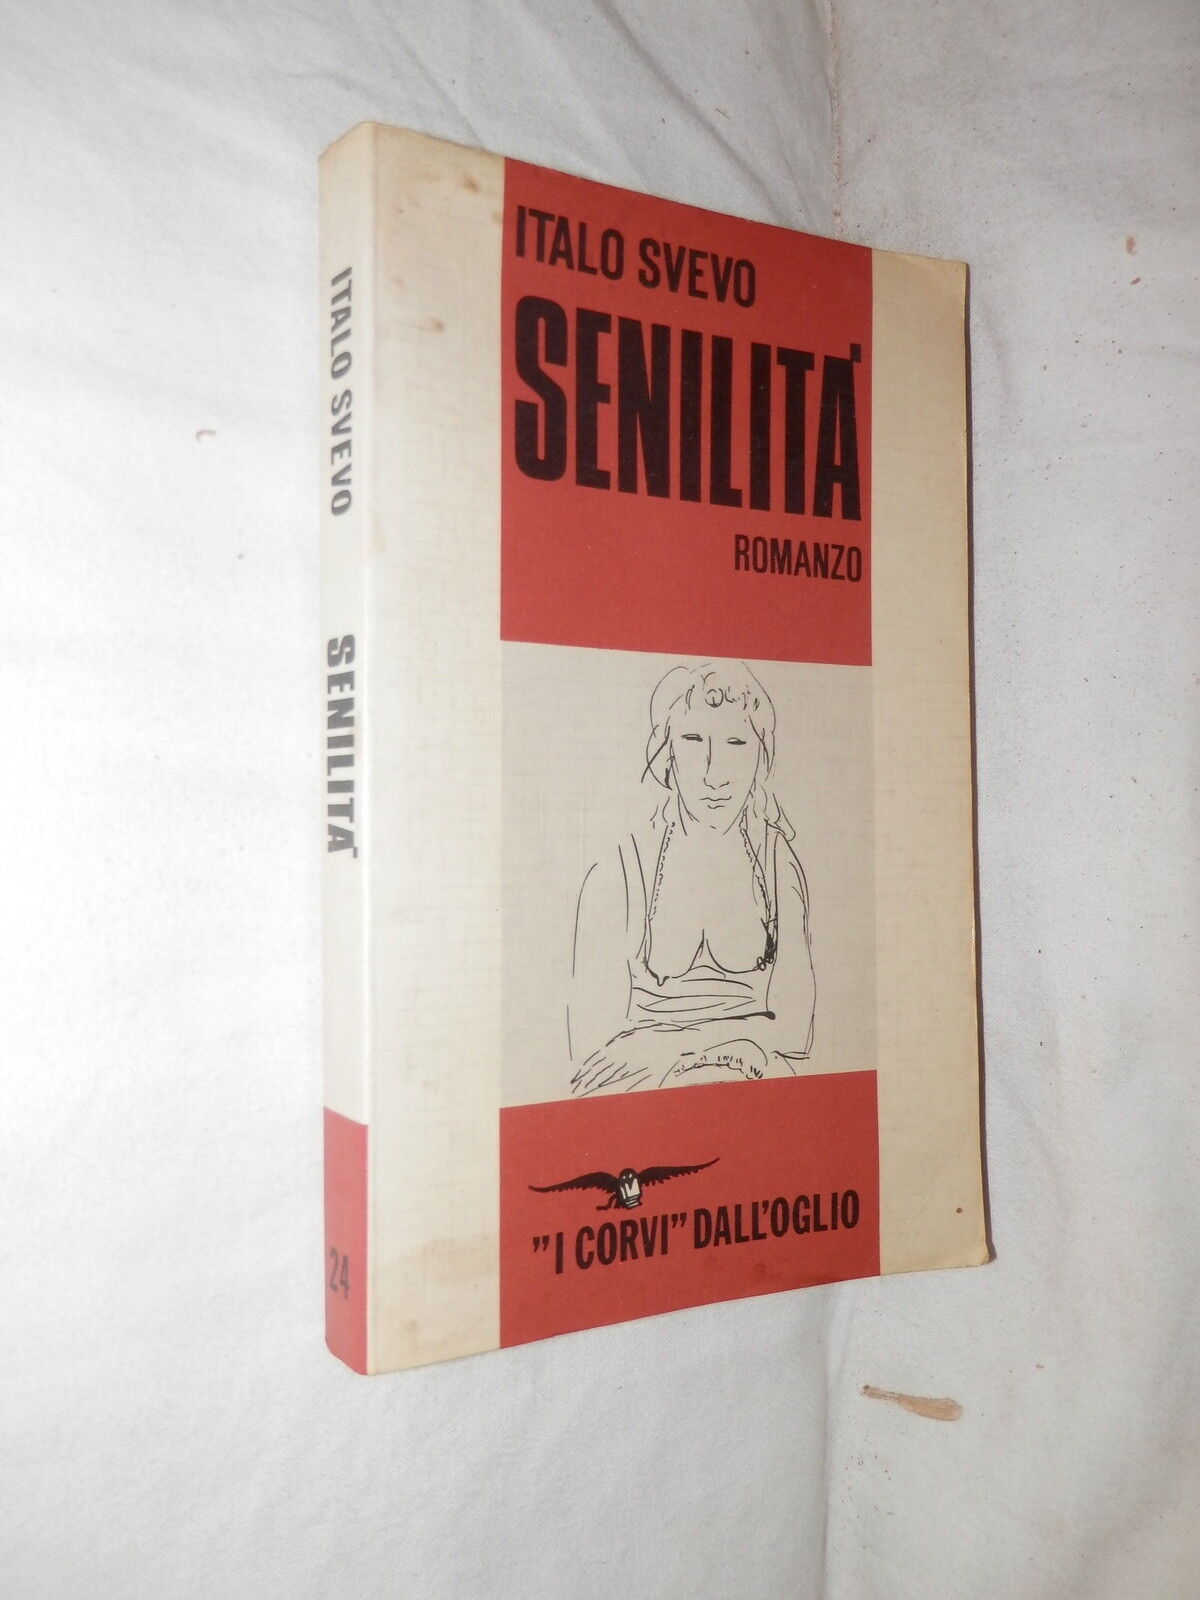 ITALO SVEVO
SENILITÀ
ROMANZO
"I CORVI" DALL'OGLIO
ITALO SVEVO SENILITÀ 24